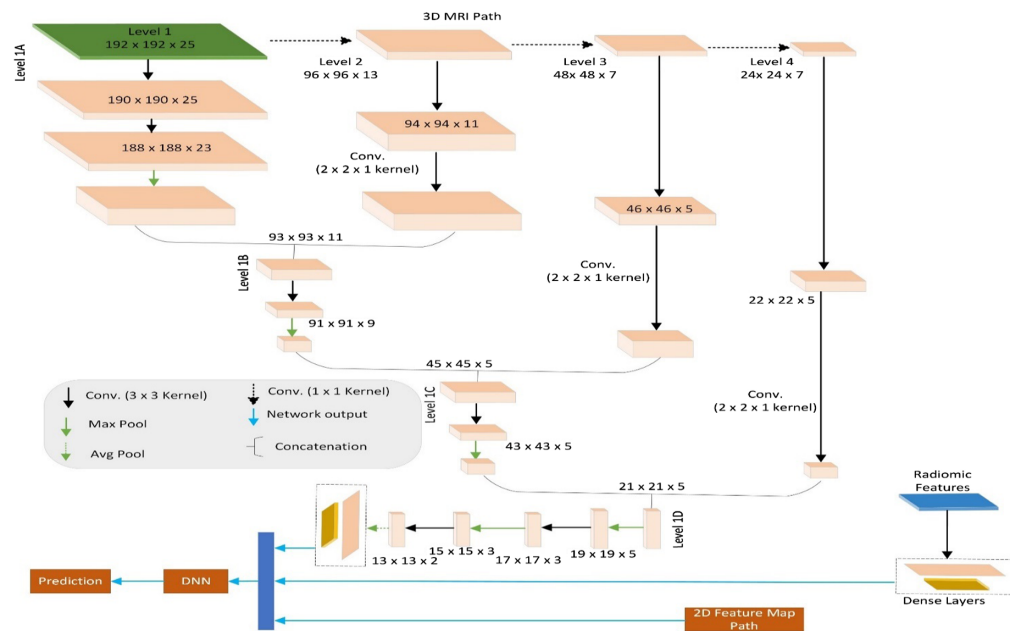 3D MRI Path
Level 1A
Level 1
192 x 192 x 25
Level 2
96 x 96 x 13
Level 3
48x 48 x 7
Level 4
24x 24 x 7
190 x 190 x 25
94 x 94 x 11
188 x 188 x 23
Conv.
(2 x 2 x 1 kernel)
46 x 46 x 5
93 x 93 x 11
Level 1B
Conv.
(2 x 2 x 1 kernel)
22 x 22 x 5
91 x 91 x 9
45 x 45 x 5
Level 1C
Conv.
(2 x 2 x 1 kernel)
Conv. (3 x 3 Kernel)
Conv. (1 x 1 Kernel)
Network output
Max Pool
Concatenation
Avg Pool
43 x 43 x 5
21 x 21 x 5
Radiomic
Features
Level 1D
13 x 13 x 2
15 x 15 x 3
17 x 17 x 3
19 x 19 x 5
Prediction
DNN
Dense Layers
2D Feature Map
Path